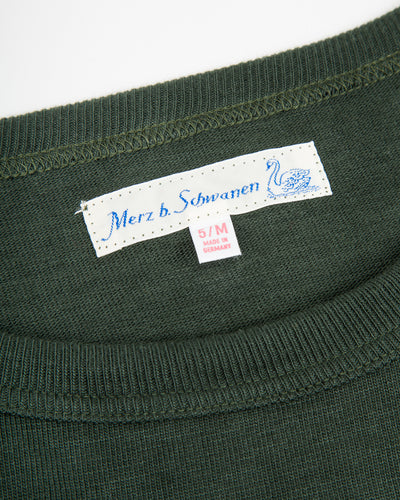 Merz b. Schwanen
5/M
MADE IN
GERMANY